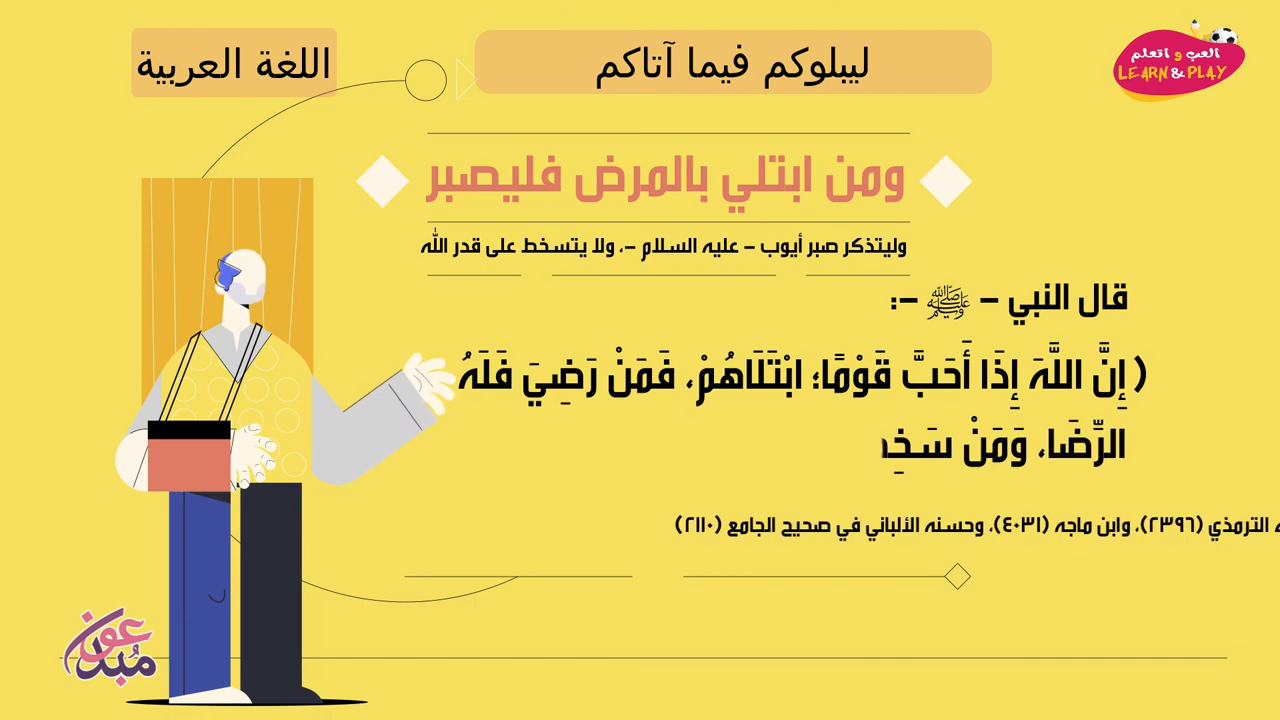 اللغة العربية
ليبلوكم فيما آتاكم
العب و اتعلم
LEARN & PLAY
ومن ابتلي بالمرض فليصبر
وليتذكر صبر أيوب – عليه السلام –، ولا يتسخط على قدر الله
قال النبي – ﷺ –:
(إِنَّ اللَّهَ إِذَا أَحَبَّ قَوْمًا؛ ابْتَلَاهُمْ، فَمَنْ رَضِيَ فَلَهُ
الرِّضَا، وَمَنْ سَخِ
الترمذي (٢٣٩٦)، وابن ماجه (٤٠٣١)، وحسنه الألباني في صحيح الجامع (٢١١٠)
مُبدعون